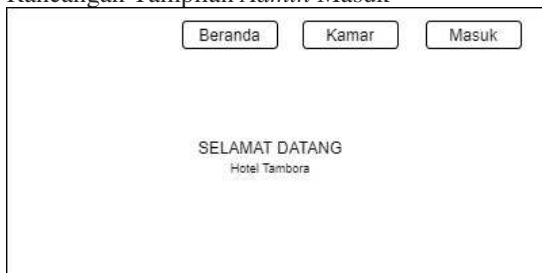 Rancangan Tampilan Admin Masuk
Beranda Kamar Masuk
SELAMAT DATANG
Hotel Tambora